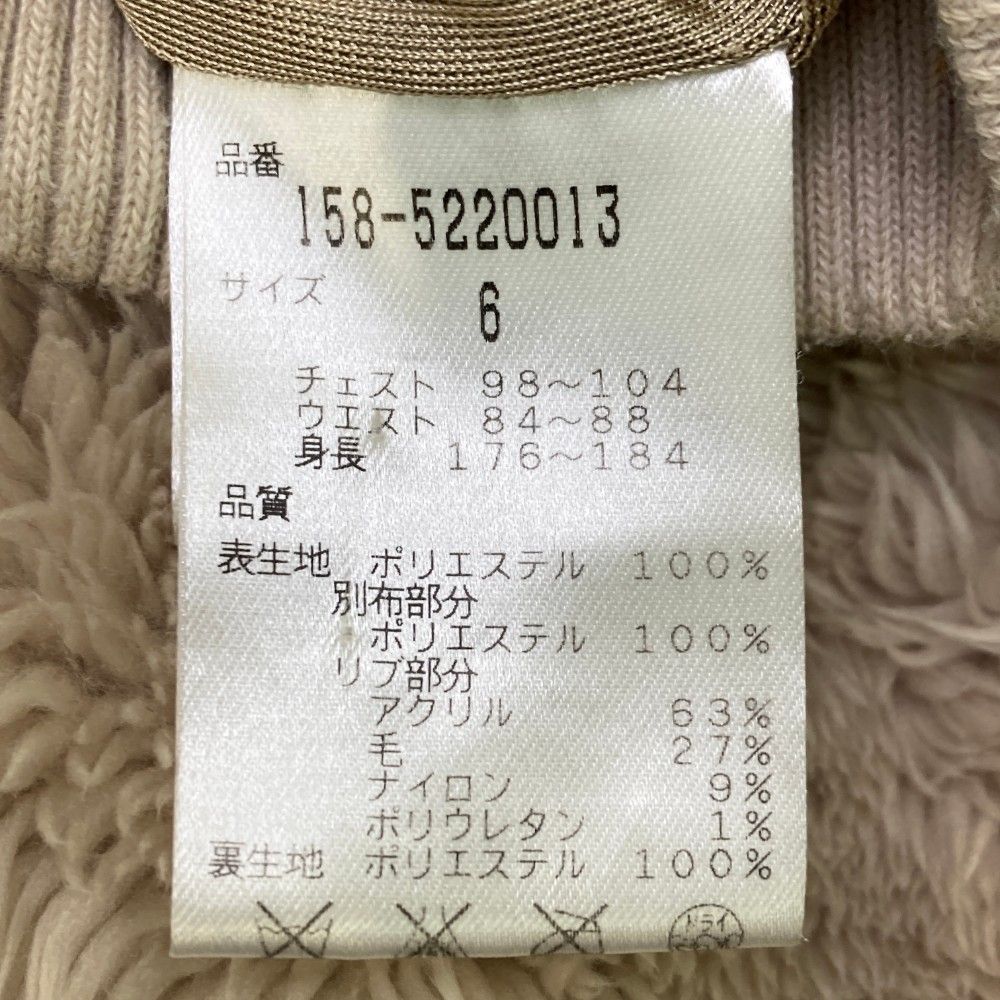 品番
158-5220013
サイズ
6
チェスト 98～104
ウエスト 84～88
身長 176～184
品質
表生地 ポリエステル 100%
別布部分
ポリエステル 100%
リブ部分
アクリル 63%
毛 27%
ナイロン 9%
ポリウレタン 1%
裏生地 ポリエステル 100%
ドライ